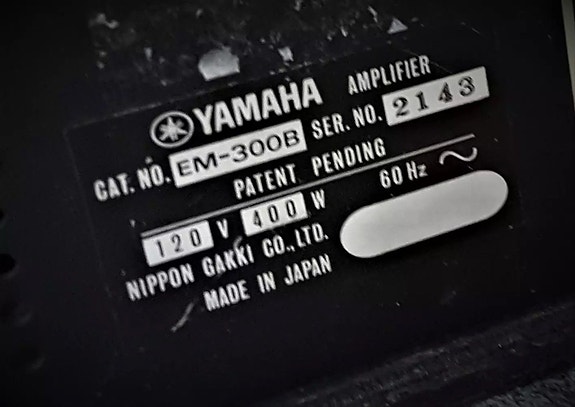 YAMAHA AMPLIFIER
CAT. NO. EM-300B SER. NO. 2143
PATENT PENDING
120 V 400 W 60 Hz ~
NIPPON GAKKI CO., LTD.
MADE IN JAPAN